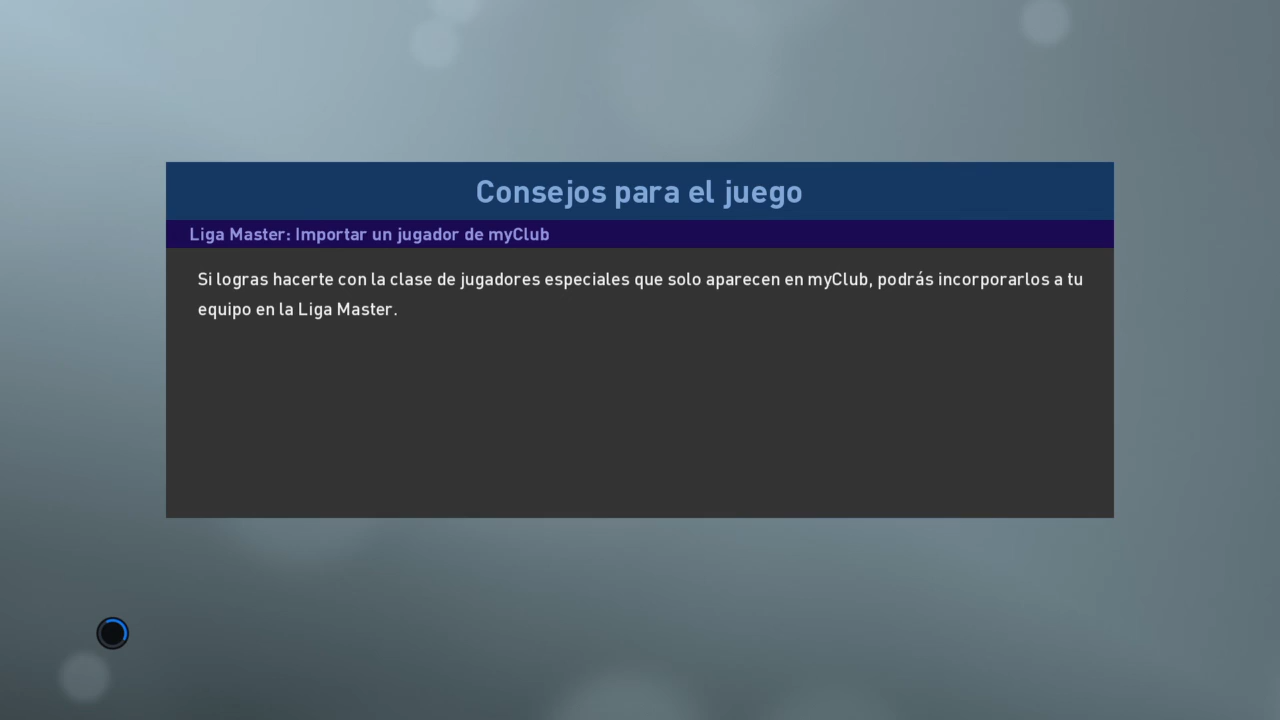 Consejos para el juego
Liga Master: Importar un jugador de myClub
Si logras hacerte con la clase de jugadores especiales que solo aparecen en myClub, podrás incorporarlos a tu
equipo en la Liga Master.